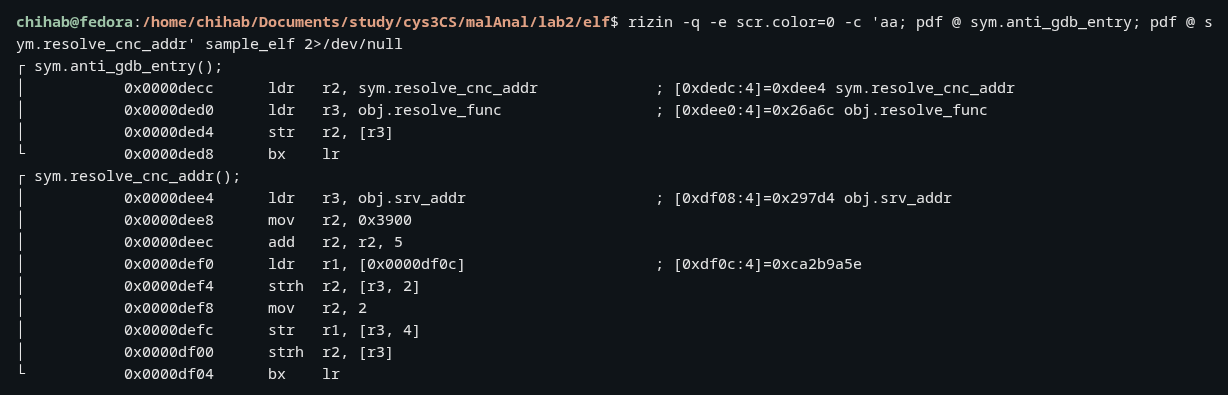 chihab@fedora:/home/chihab/Documents/study/cys3CS/malAnal/lab2/elf$ rizin -q -e scr.color=0 -c 'aa; pdf @ sym.anti_gdb_entry; pdf @ s
ym.resolve_cnc_addr' sample_elf 2>/dev/null
┌ sym.anti_gdb_entry();
│           0x0000decc      ldr   r2, sym.resolve_cnc_addr             ; [0xdedc:4]=0xdee4 sym.resolve_cnc_addr
│           0x0000ded0      ldr   r3, obj.resolve_func                 ; [0xdee0:4]=0x26a6c obj.resolve_func
│           0x0000ded4      str   r2, [r3]
└           0x0000ded8      bx    lr
┌ sym.resolve_cnc_addr();
│           0x0000dee4      ldr   r3, obj.srv_addr                     ; [0xdf08:4]=0x297d4 obj.srv_addr
│           0x0000dee8      mov   r2, 0x3900
│           0x0000deec      add   r2, r2, 5
│           0x0000def0      ldr   r1, [0x0000df0c]                     ; [0xdf0c:4]=0xca2b9a5e
│           0x0000def4      strh  r2, [r3, 2]
│           0x0000def8      mov   r2, 2
│           0x0000defc      str   r1, [r3, 4]
│           0x0000df00      strh  r2, [r3]
└           0x0000df04      bx    lr